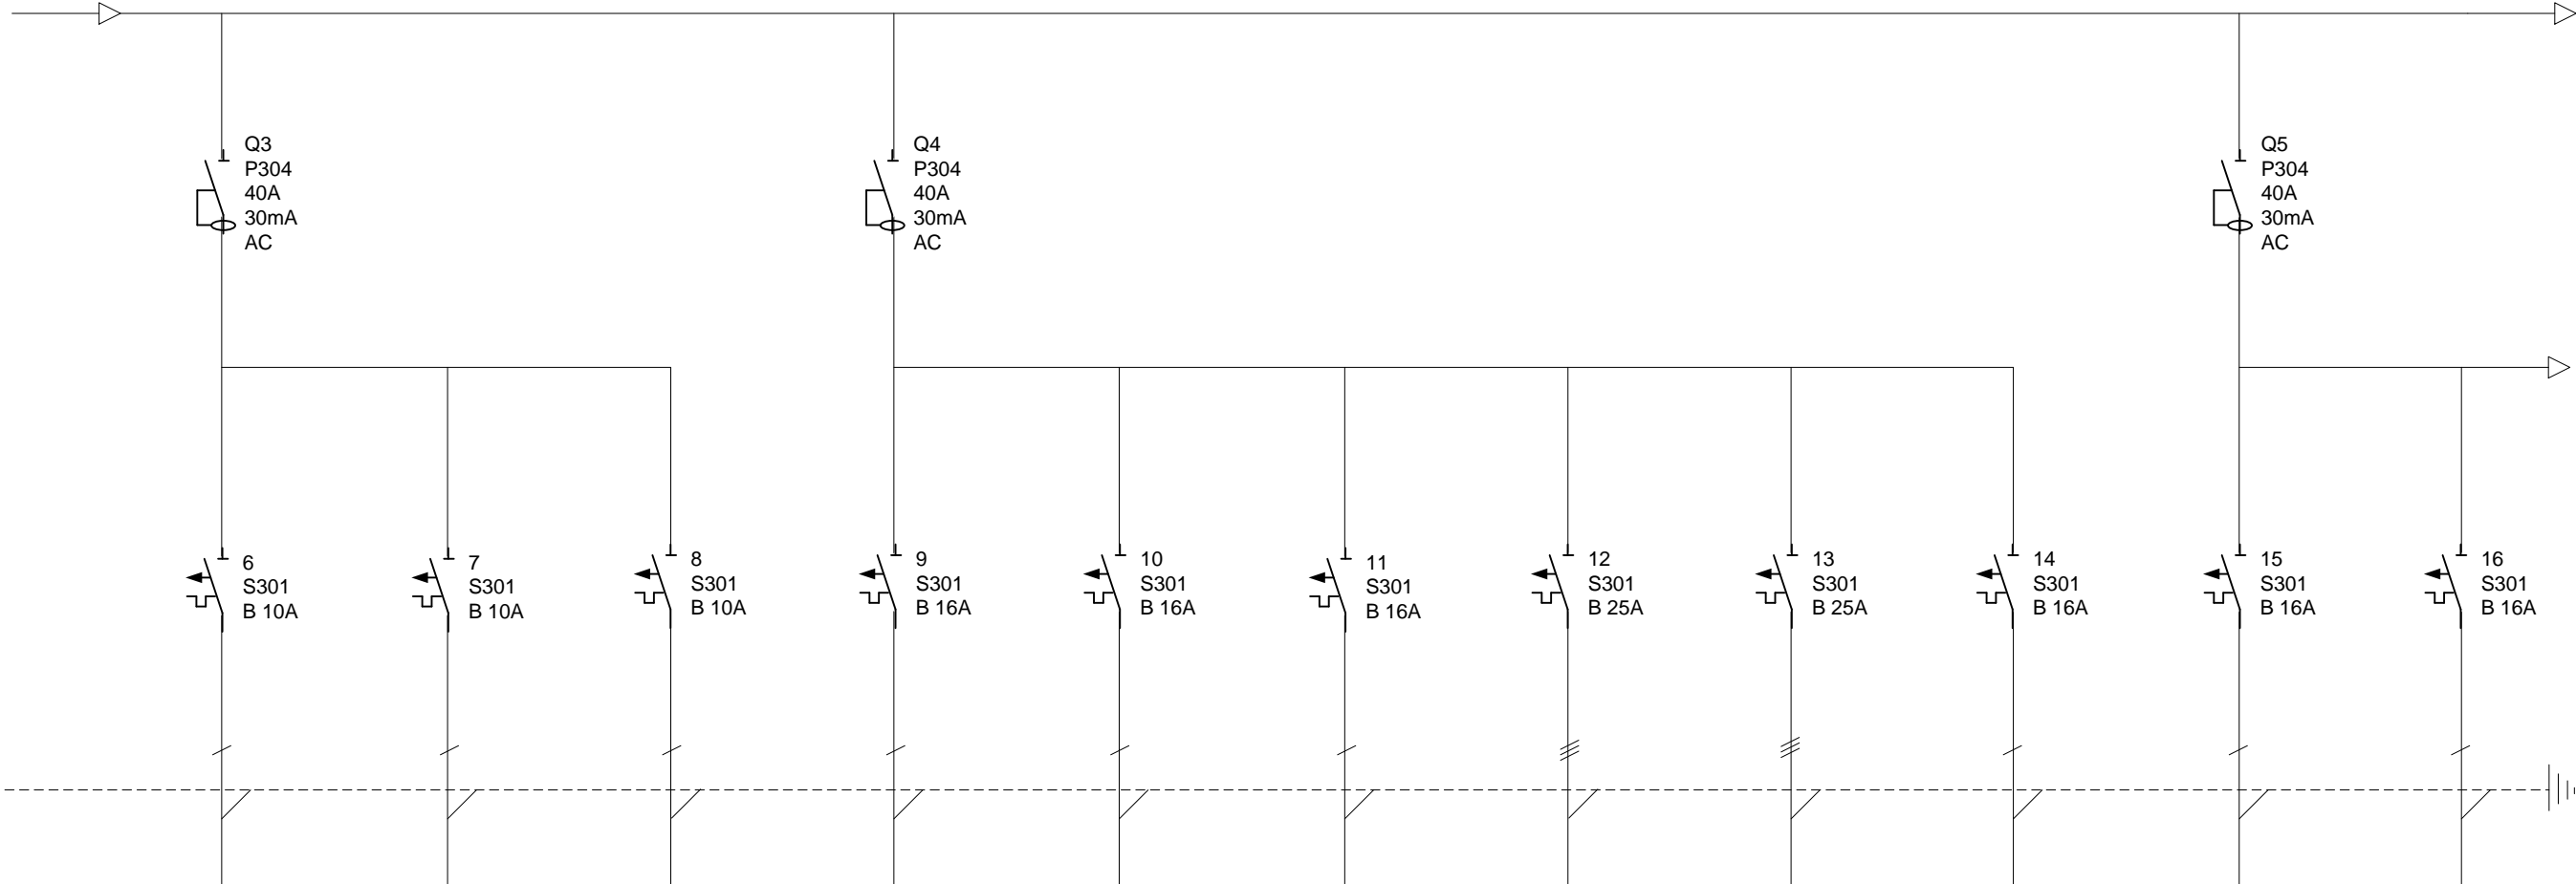 Q3
P304
40A
30mA
AC
Q4
P304
40A
30mA
AC
Q5
P304
40A
30mA
AC
6
S301
B 10A
7
S301
B 10A
8
S301
B 10A
9
S301
B 16A
10
S301
B 16A
11
S301
B 16A
12
S301
B 25A
13
S301
B 25A
14
S301
B 16A
15
S301
B 16A
16
S301
B 16A